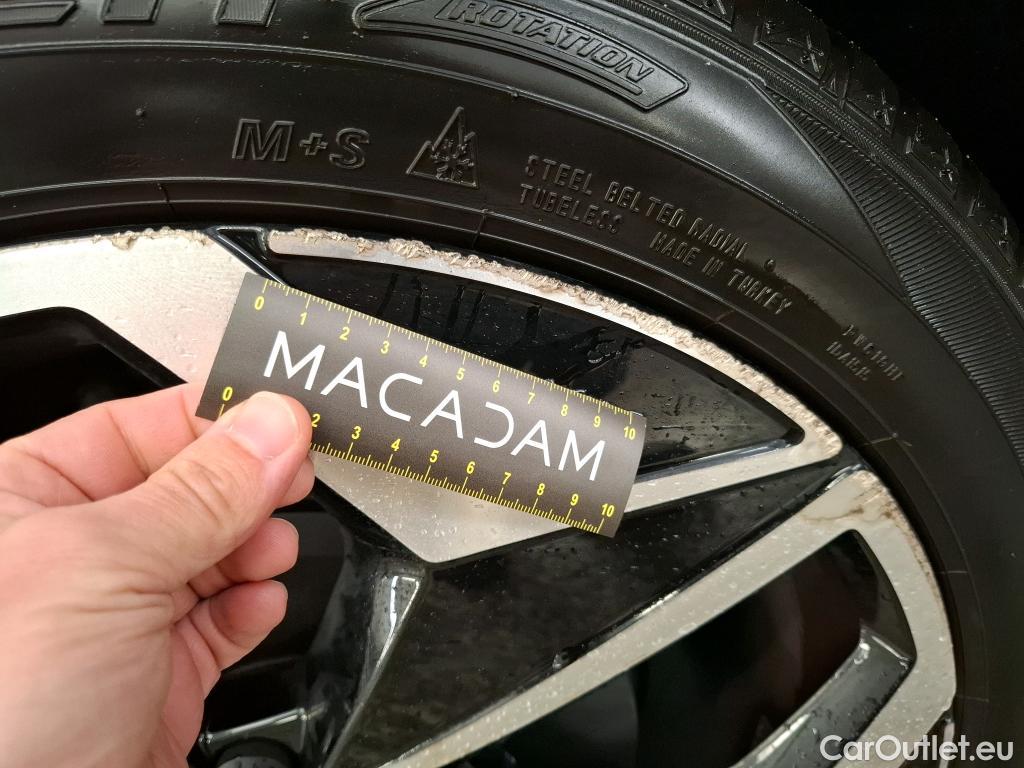 ROTATION
M+S
STEEL BELTED RADIAL
TUBELESS MADE IN TURKEY
0 1 2 3 4 5 6 7 8 9 10
MACADAM
0 2 3 4 5 6 7 8 9 10
CarOutlet.eu